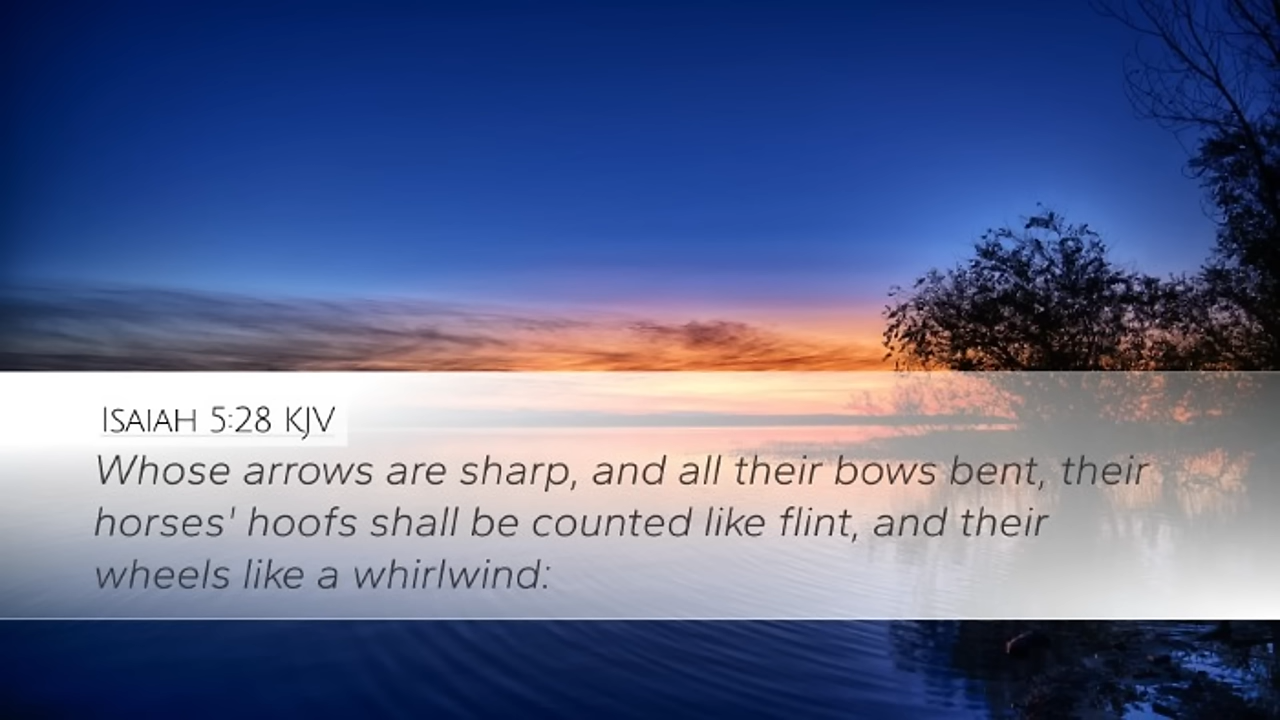 Isaiah 5:28 KJV
Whose arrows are sharp, and all their bows bent, their
horses' hoofs shall be counted like flint, and their
wheels like a whirlwind: